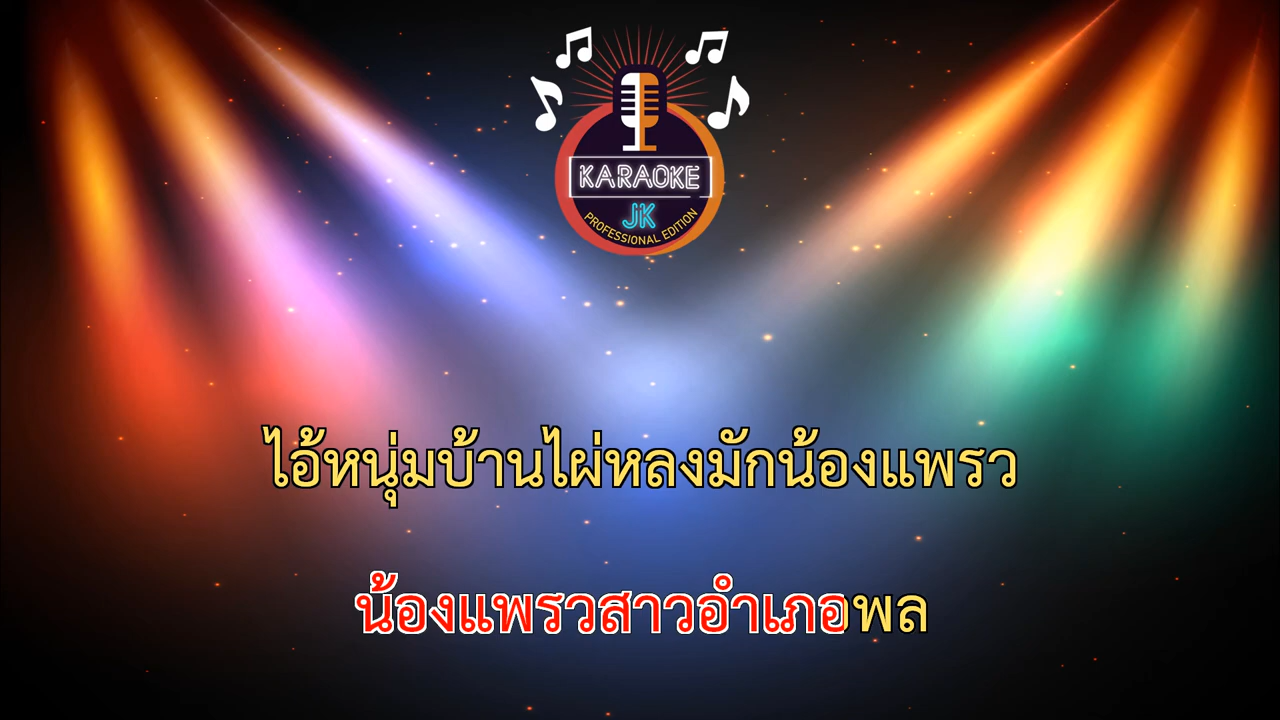 KARAOKE
JK
PROFESSIONAL EDITION
ไอ้หนุ่มบ้านไผ่หลงมักน้องแพรว
น้องแพรวสาวอำเภอพล